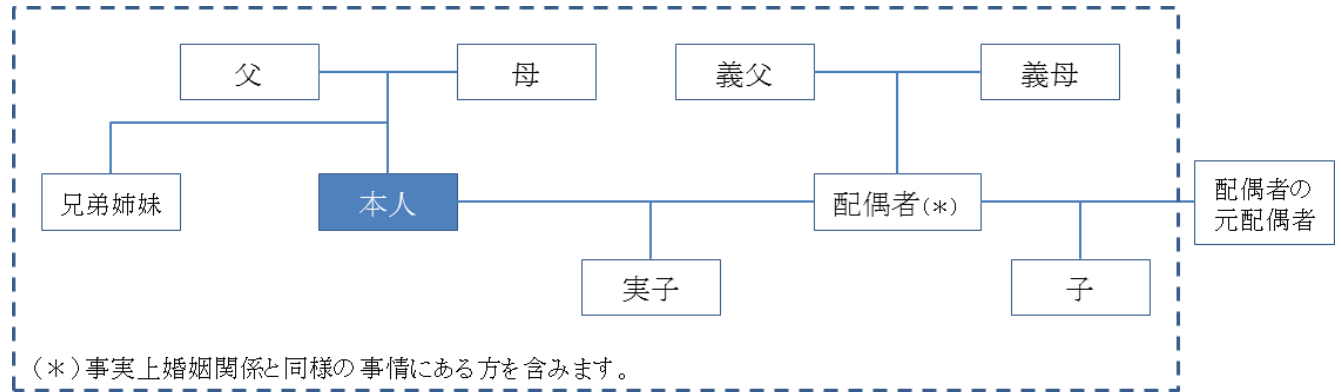 父
母
義父
義母
兄弟姉妹
本人
配偶者(＊)
配偶者の
元配偶者
実子
子
(＊)事実上婚姻関係と同様の事情にある方を含みます。